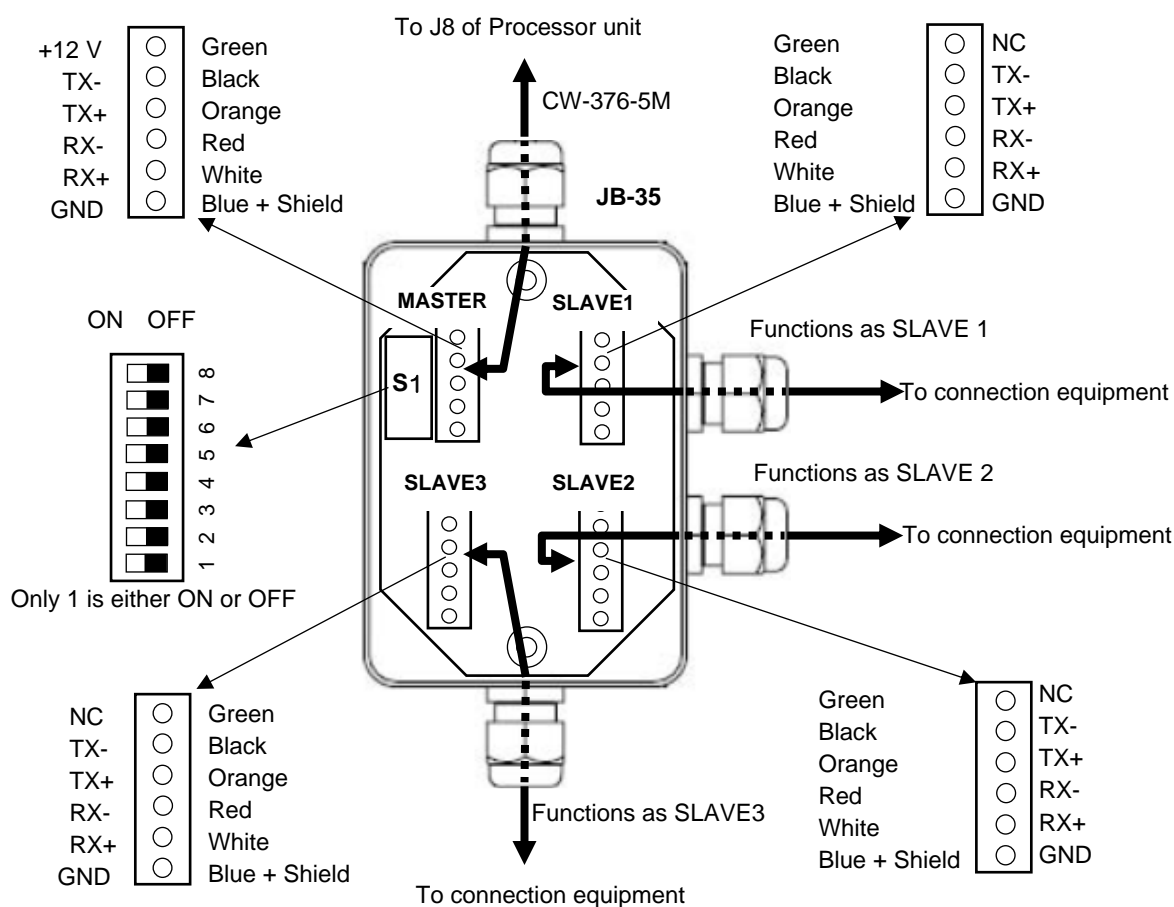 To J8 of Processor unit
CW-376-5M
JB-35
+12 V Green
TX- Black
TX+ Orange
RX- Red
RX+ White
GND Blue + Shield
Green NC
Black TX-
Orange TX+
Red RX-
White RX+
Blue + Shield GND
MASTER
SLAVE1
S1
ON OFF
8
7
6
5
4
3
2
1
Only 1 is either ON or OFF
Functions as SLAVE 1
To connection equipment
SLAVE3
SLAVE2
Functions as SLAVE 2
To connection equipment
NC Green
TX- Black
TX+ Orange
RX- Red
RX+ White
GND Blue + Shield
Functions as SLAVE3
To connection equipment
Green NC
Black TX-
Orange TX+
Red RX-
White RX+
Blue + Shield GND